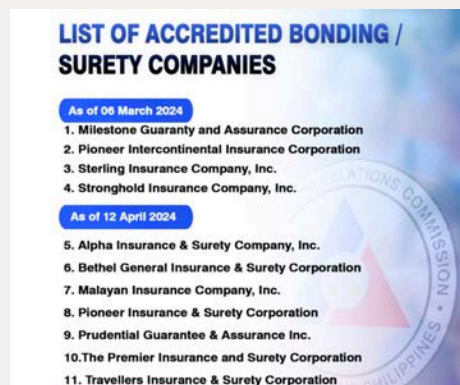 LIST OF ACCREDITED BONDING /
SURETY COMPANIES
As of 06 March 2024
1. Milestone Guaranty and Assurance Corporation
2. Pioneer Intercontinental Insurance Corporation
3. Sterling Insurance Company, Inc.
4. Stronghold Insurance Company, Inc.
As of 12 April 2024
5. Alpha Insurance & Surety Company, Inc.
6. Bethel General Insurance & Surety Corporation
7. Malayan Insurance Company, Inc.
8. Pioneer Insurance & Surety Corporation
9. Prudential Guarantee & Assurance Inc.
10.The Premier Insurance and Surety Corporation
11. Travellers Insurance & Surety Corporation
RELATIONS COMMISSION